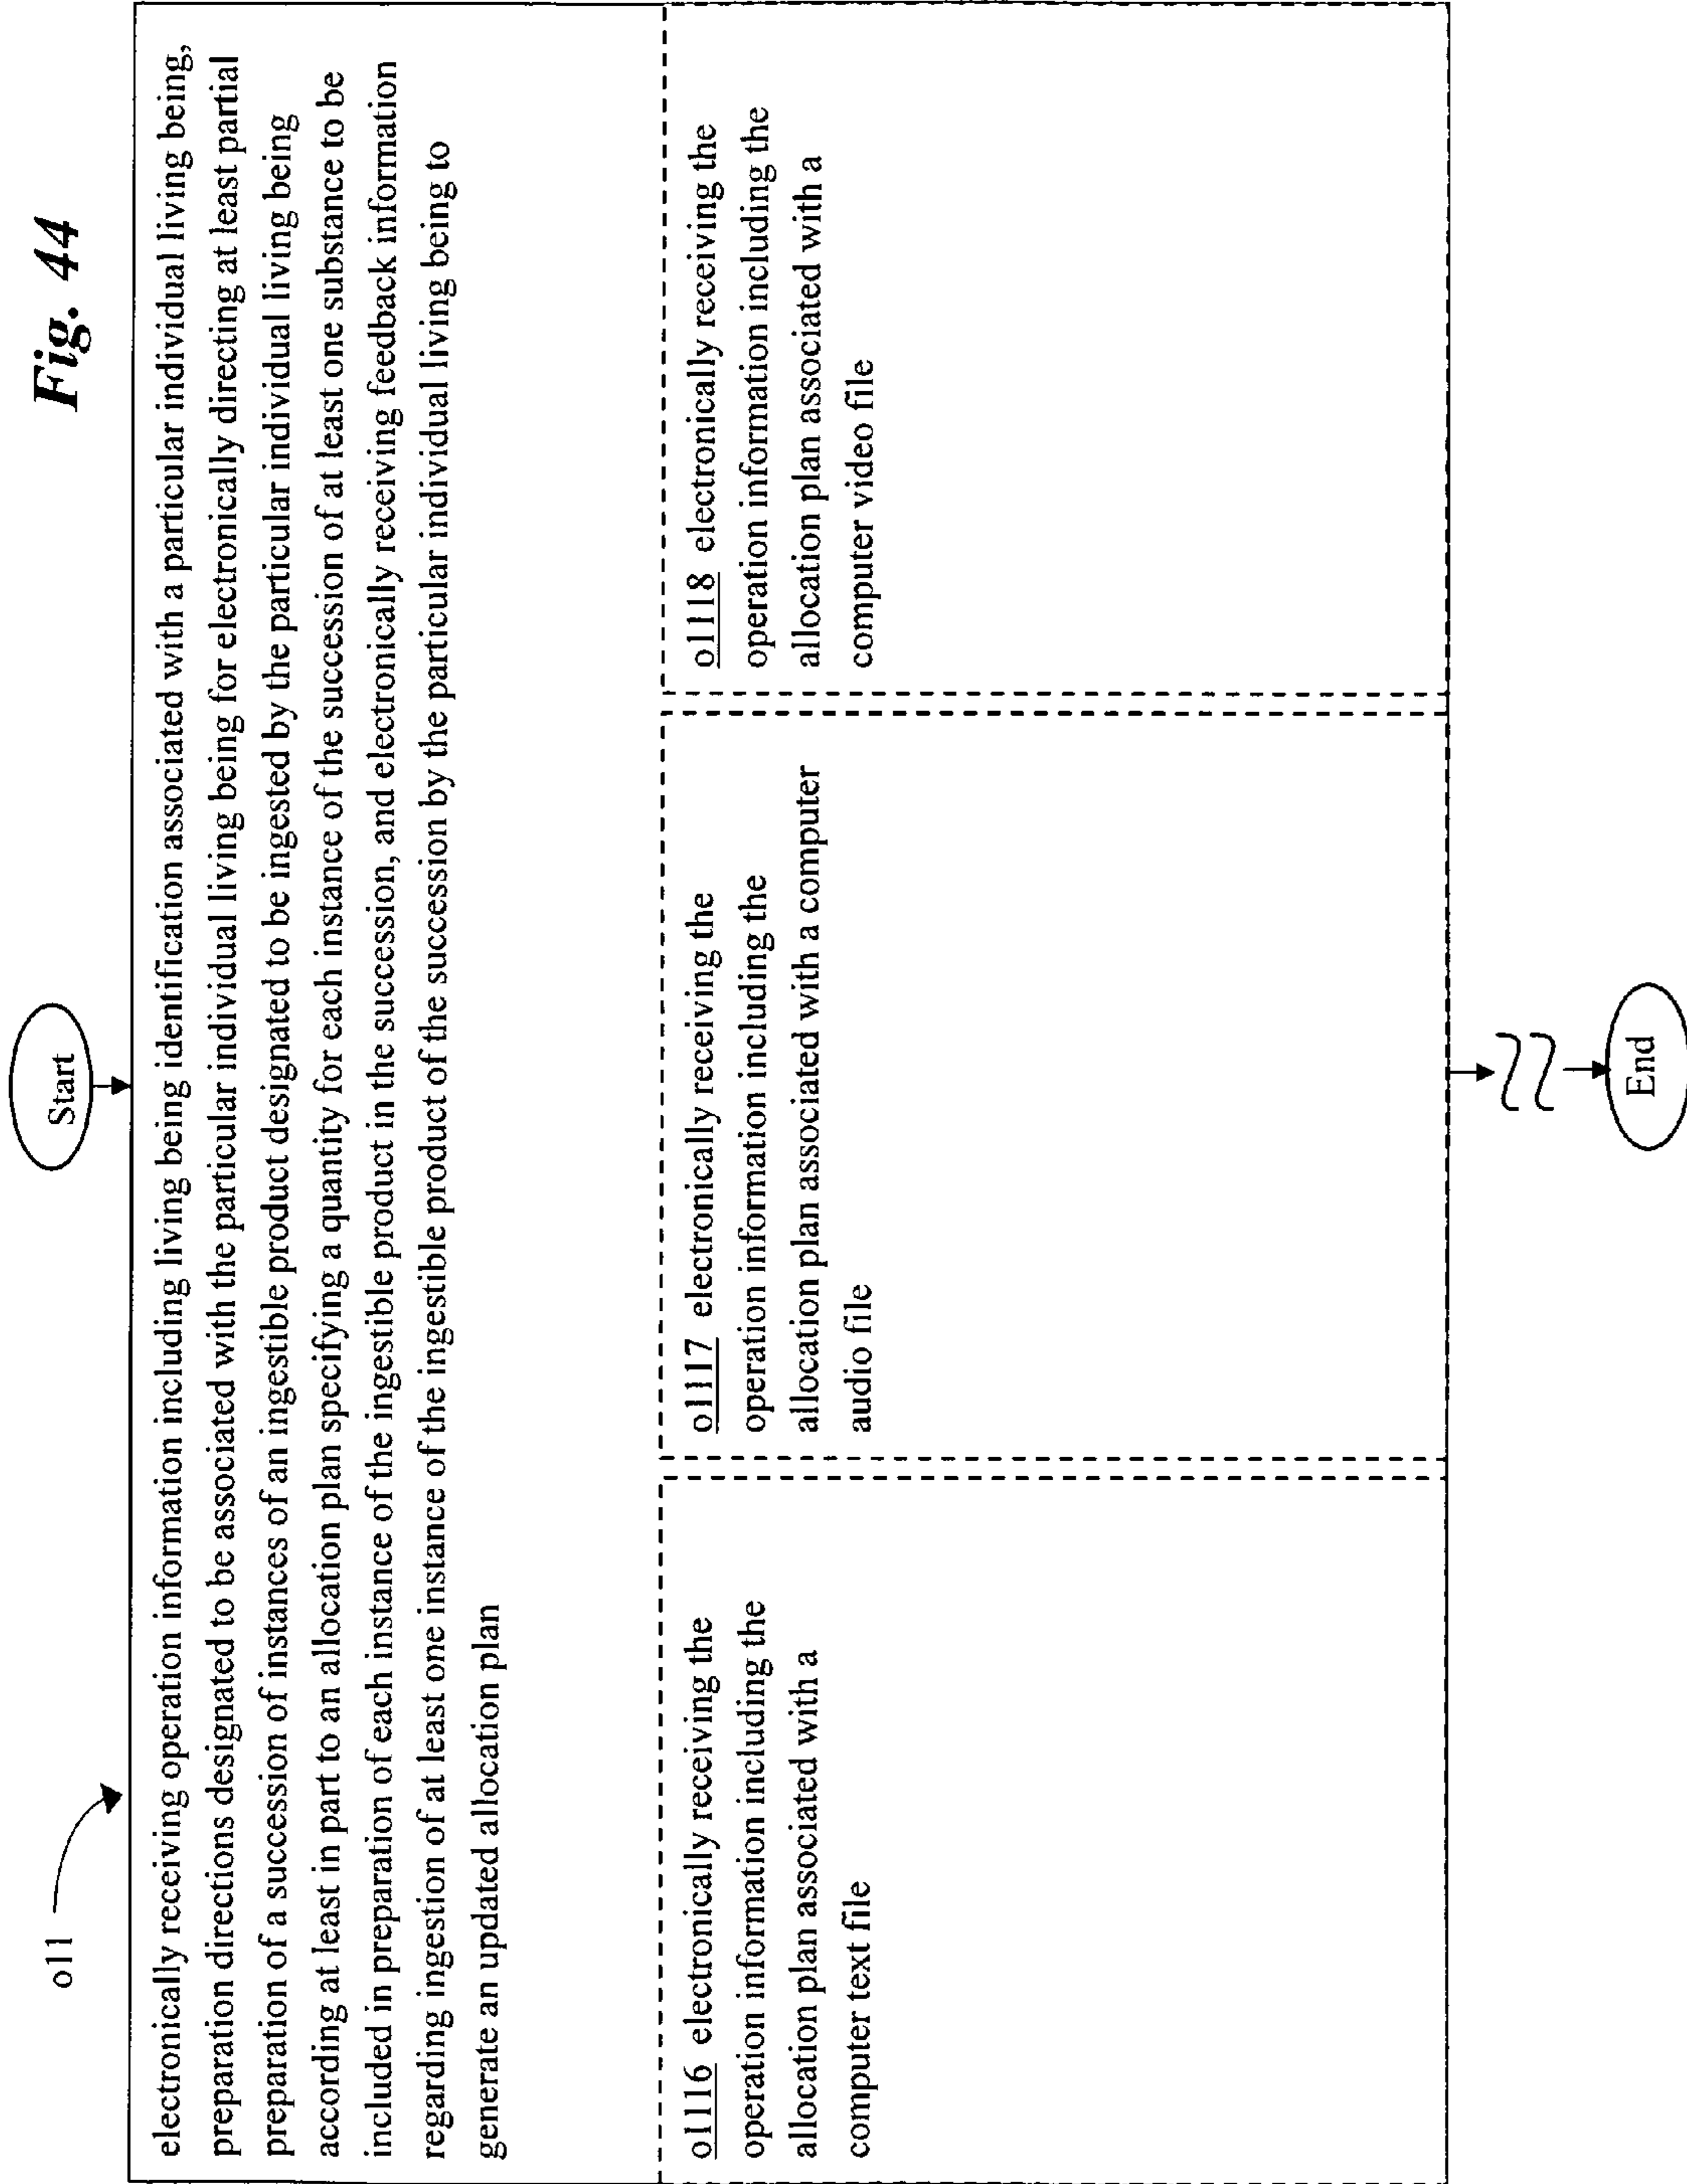 Fig. 44
Start
o11
electronically receiving operation information including living being identification associated with a particular individual living being,
preparation directions designated to be associated with the particular individual living being for electronically directing at least partial
preparation of a succession of instances of an ingestible product designated to be ingested by the particular individual living being
according at least in part to an allocation plan specifying a quantity for each instance of the succession of at least one substance to be
included in preparation of each instance of the ingestible product in the succession, and electronically receiving feedback information
regarding ingestion of at least one instance of the ingestible product of the succession by the particular individual living being to
generate an updated allocation plan
o1116 electronically receiving the
operation information including the
allocation plan associated with a
computer text file
o1117 electronically receiving the
operation information including the
allocation plan associated with a computer
audio file
o1118 electronically receiving the
operation information including the
allocation plan associated with a
computer video file
End